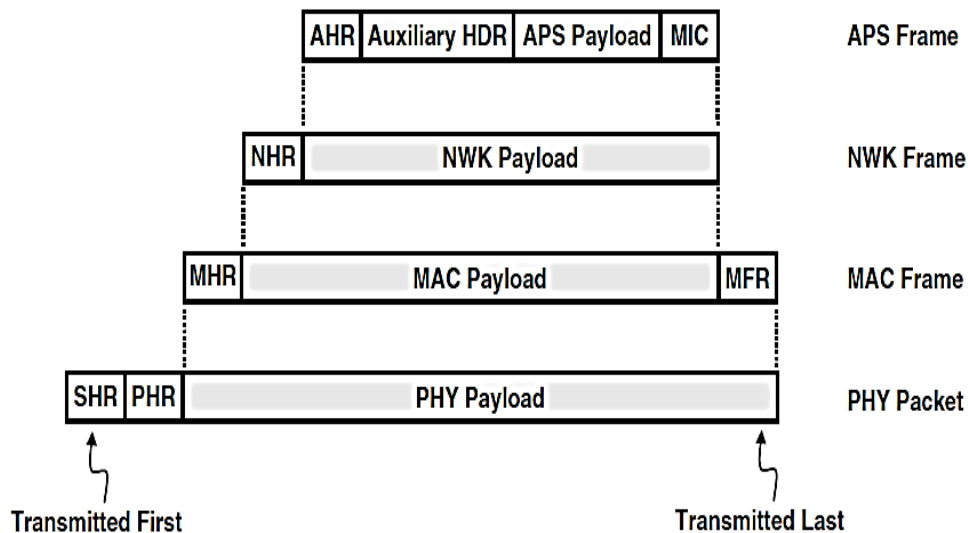 AHR Auxiliary HDR APS Payload MIC APS Frame
NHR NWK Payload NWK Frame
MHR MAC Payload MFR MAC Frame
SHR PHR PHY Payload PHY Packet
Transmitted First Transmitted Last